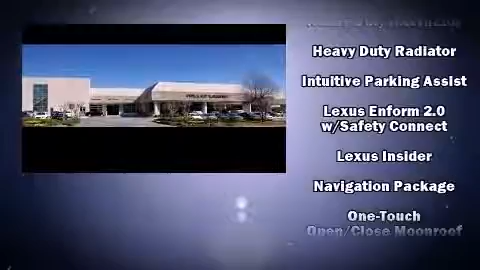 Heavy Duty Radiator
Intuitive Parking Assist
Lexus Enform 2.0
w/Safety Connect
Lexus Insider
Navigation Package
One-Touch
Open/Close Moonroof